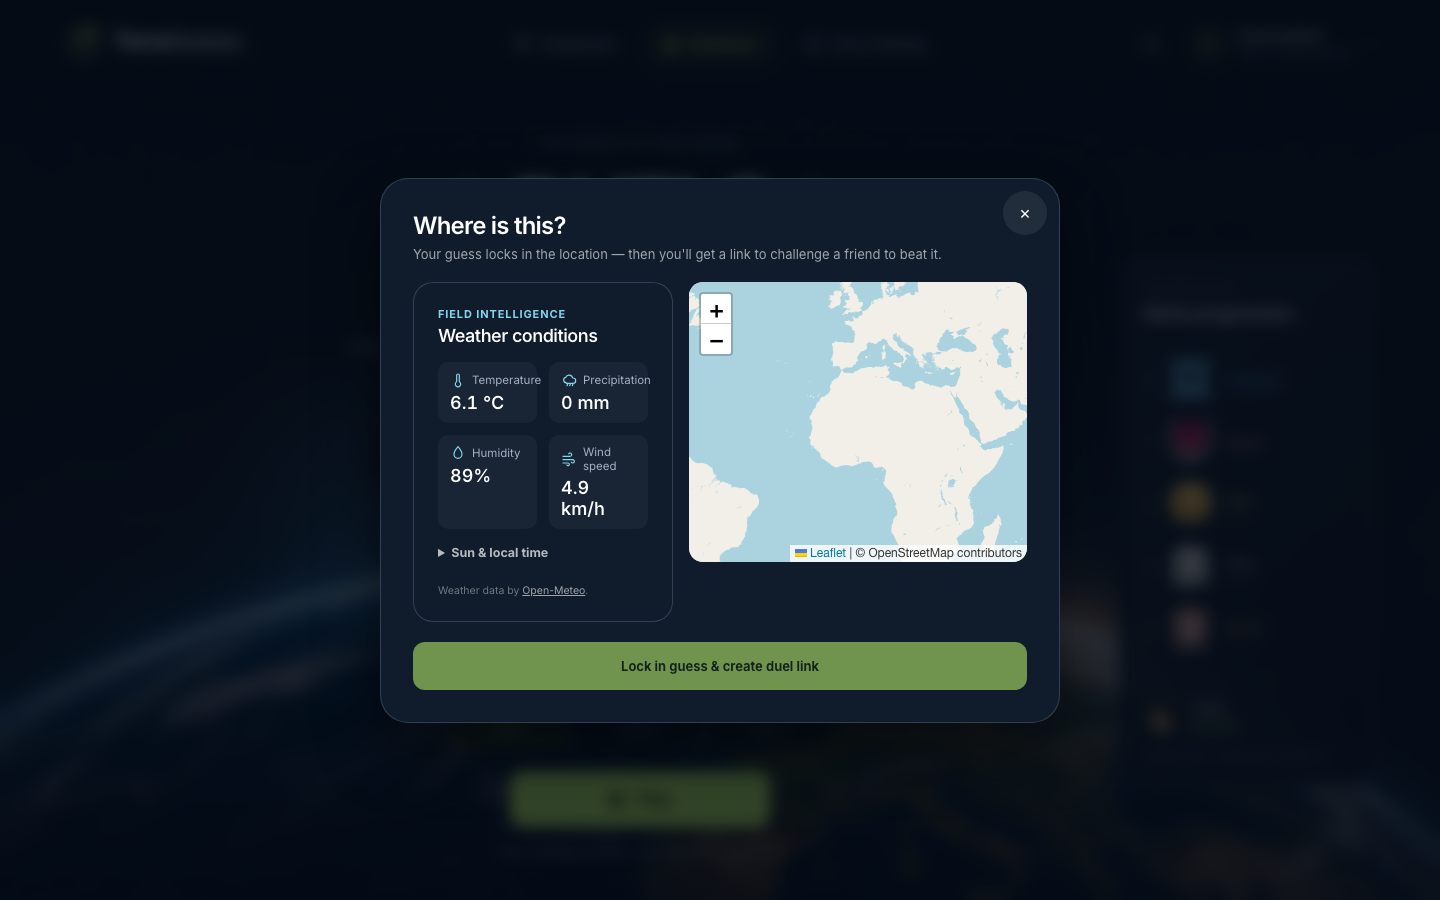 Where is this?
×
Your guess locks in the location — then you'll get a link to challenge a friend to beat it.
FIELD INTELLIGENCE
Weather conditions
Temperature
6.1 °C
Precipitation
0 mm
Humidity
89%
Wind
speed
4.9
km/h
Sun & local time
Weather data by Open-Meteo.
+
−
Leaflet | © OpenStreetMap contributors
Lock in guess & create duel link